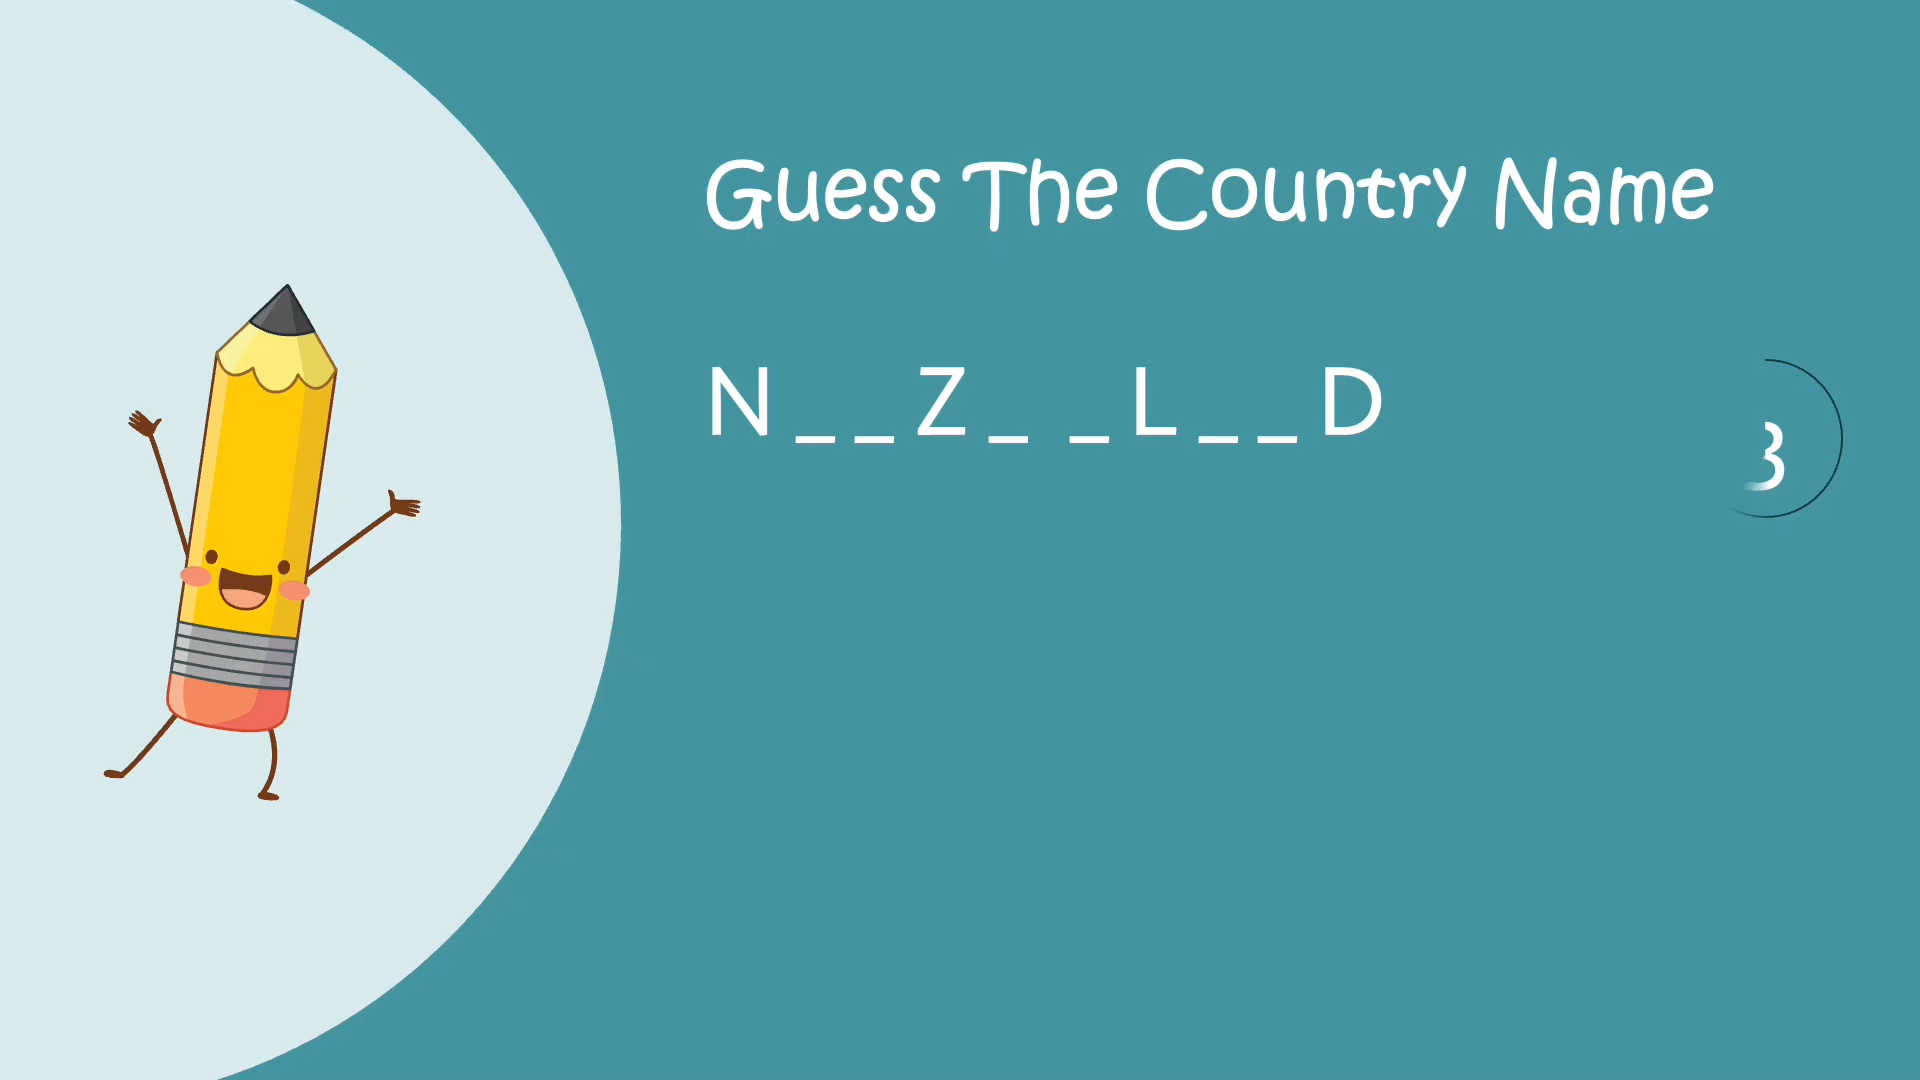 Guess The Country Name
N _ _ Z _ _ L _ _ D
3